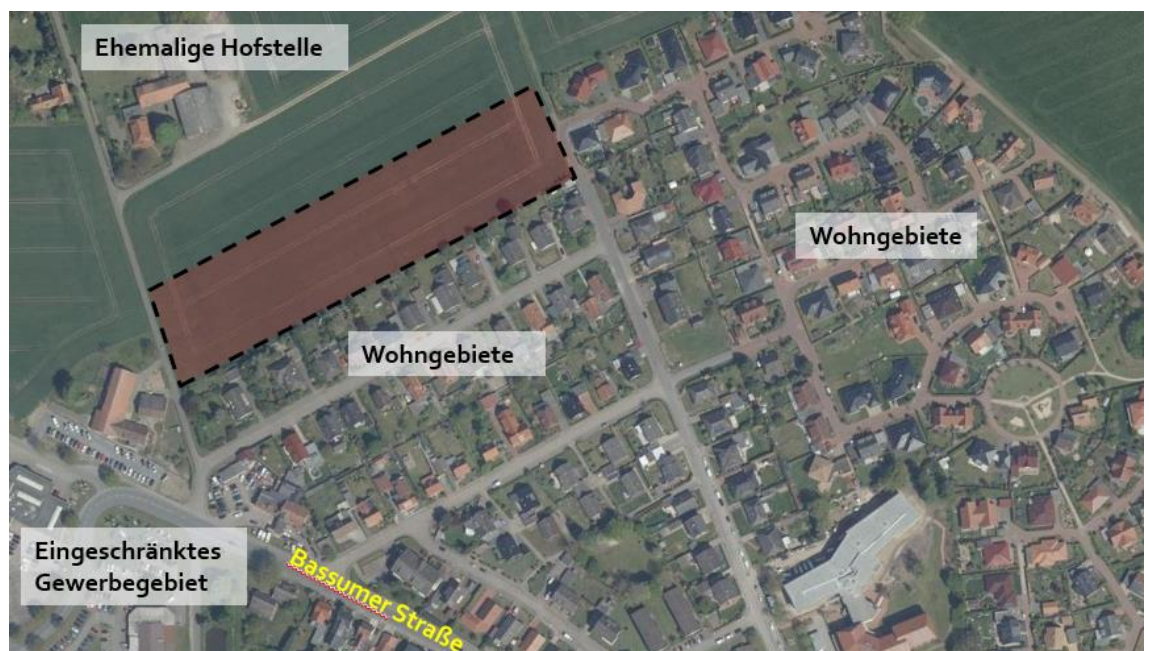 Ehemalige Hofstelle
Wohngebiete
Wohngebiete
Eingeschränktes
Gewerbegebiet
Bassumer Straße